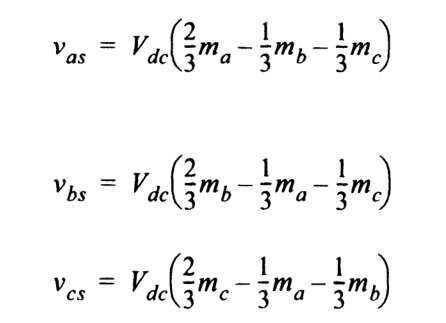 v_as = V_dc(2/3 m_a − 1/3 m_b − 1/3 m_c)
v_bs = V_dc(2/3 m_b − 1/3 m_a − 1/3 m_c)
v_cs = V_dc(2/3 m_c − 1/3 m_a − 1/3 m_b)